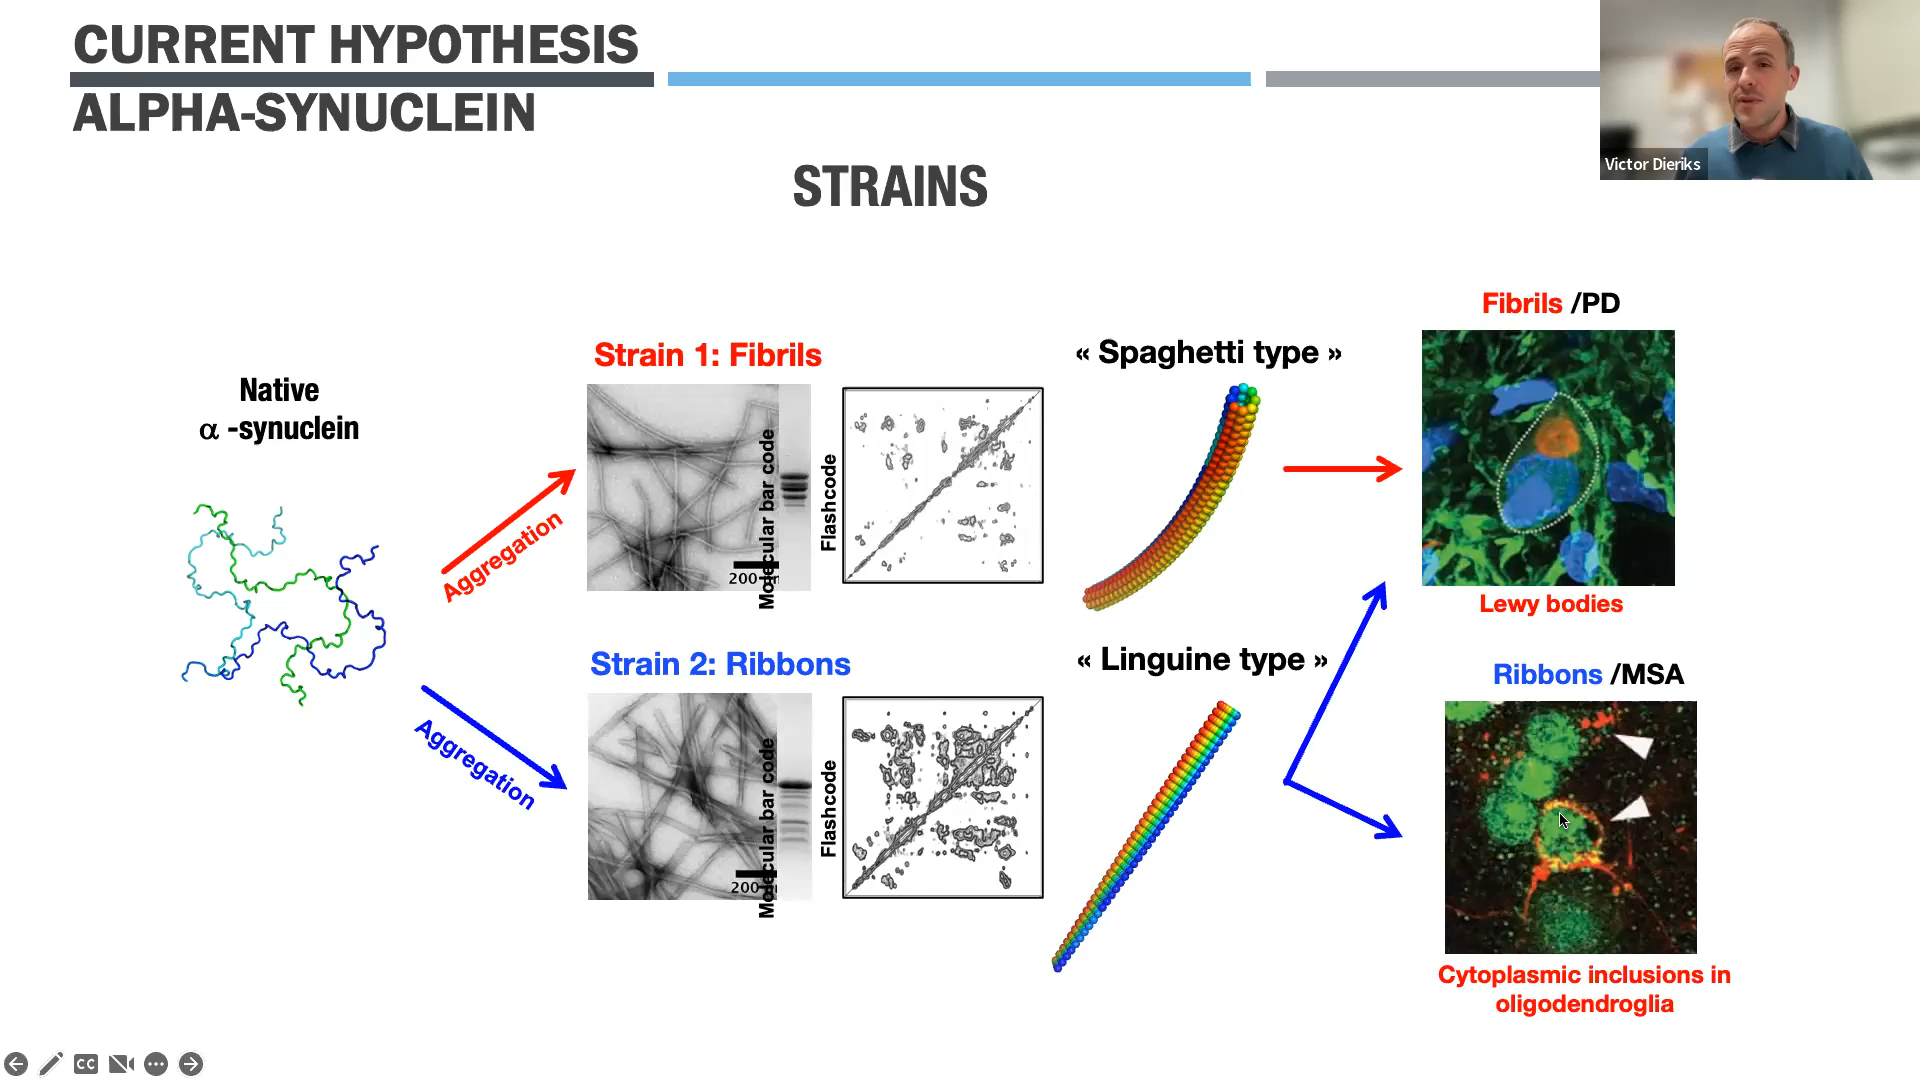 CURRENT HYPOTHESIS
ALPHA-SYNUCLEIN
Victor Dieriks
STRAINS
Native
α -synuclein
Aggregation
Aggregation
Strain 1: Fibrils
Molecular bar code
200
Flashcode
« Spaghetti type »
Fibrils /PD
Lewy bodies
Strain 2: Ribbons
Molecular bar code
200
Flashcode
« Linguine type »
Ribbons /MSA
Cytoplasmic inclusions in
oligodendroglia
CC